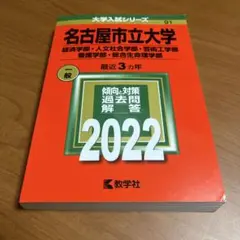 大学入試シリーズ
91
名古屋市立大学
経済学部・人文社会学部・芸術工学部
看護学部・総合生命理学部
最近3ヵ年
一般
傾向と対策
過去問
解答
2022
教学社